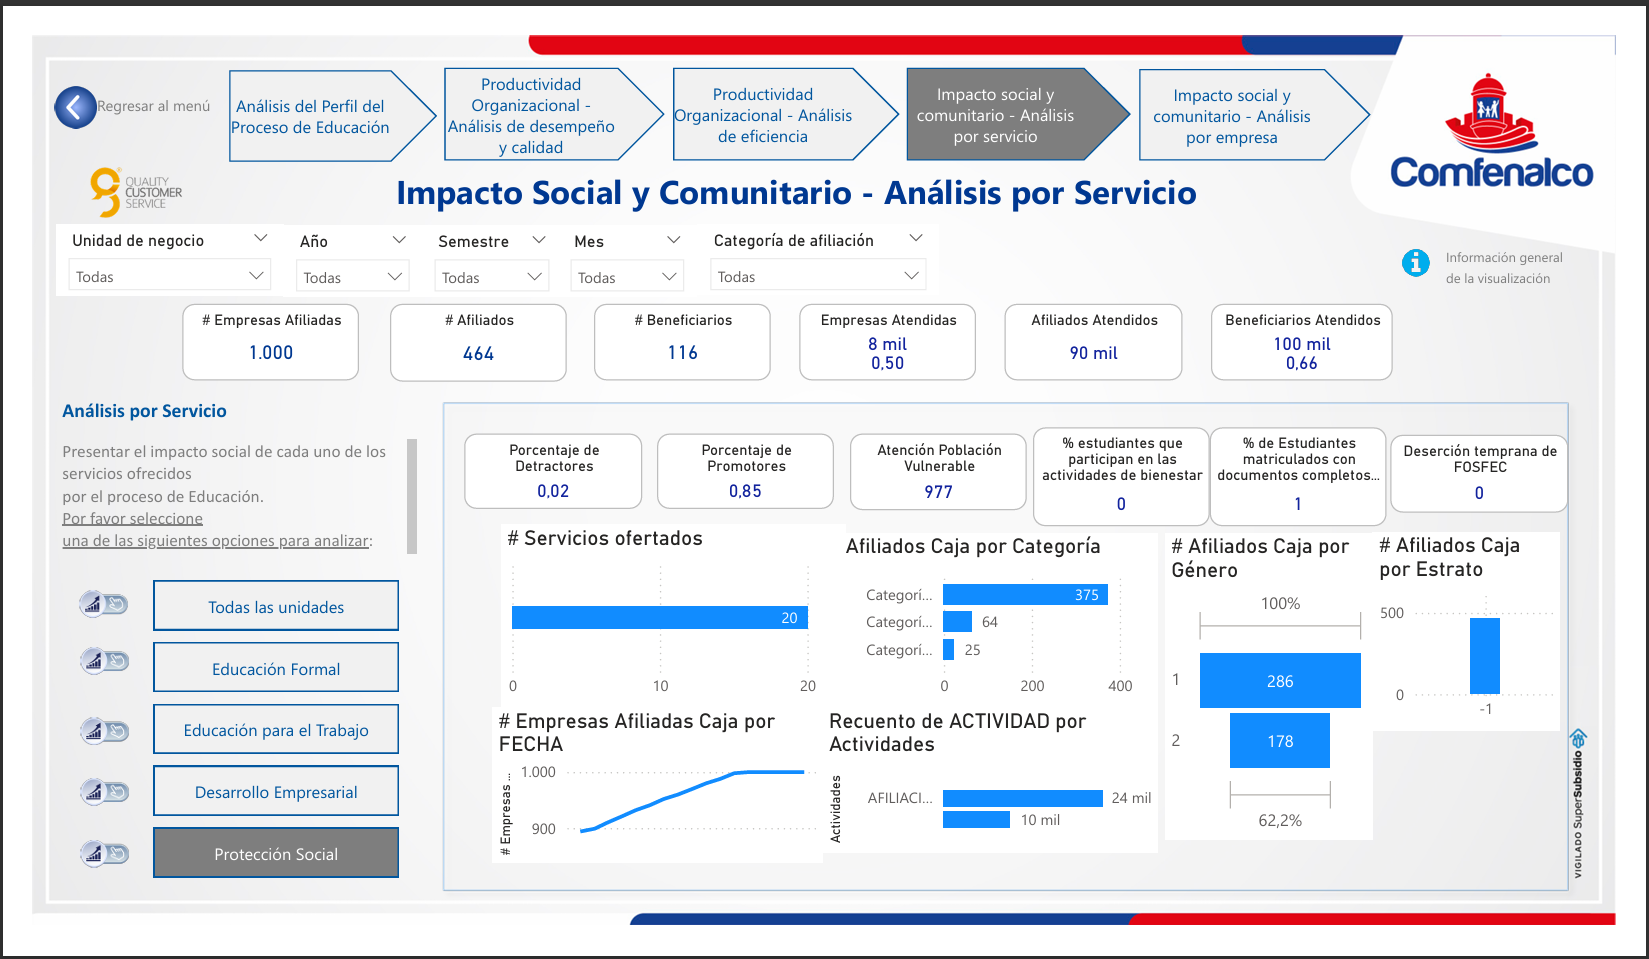 Regresar al menú
Análisis del Perfil del
Proceso de Educación
Productividad
Organizacional -
Análisis de desempeño
y calidad
Productividad
Organizacional - Análisis
de eficiencia
Impacto social y
comunitario - Análisis
por servicio
Impacto social y
comunitario - Análisis
por empresa
Comfenalco
QUALITY
CUSTOMER
SERVICE
Impacto Social y Comunitario - Análisis por Servicio
Unidad de negocio
Todas
Año
Todas
Semestre
Todas
Mes
Todas
Categoría de afiliación
Todas
Información general
de la visualización
# Empresas Afiliadas
1.000
# Afiliados
464
# Beneficiarios
116
Empresas Atendidas
8 mil
0,50
Afiliados Atendidos
90 mil
Beneficiarios Atendidos
100 mil
0,66
Análisis por Servicio
Presentar el impacto social de cada uno de los
servicios ofrecidos
por el proceso de Educación.
Por favor seleccione
una de las siguientes opciones para analizar:
Todas las unidades
Educación Formal
Educación para el Trabajo
Desarrollo Empresarial
Protección Social
Porcentaje de
Detractores
0,02
Porcentaje de
Promotores
0,85
Atención Población
Vulnerable
977
% estudiantes que
participan en las
actividades de bienestar
0
% de Estudiantes
matriculados con
documentos completos...
1
Deserción temprana de
FOSFEC
0
# Servicios ofertados
20
0 10 20
Afiliados Caja por Categoría
Categorí... 375
Categorí... 64
Categorí... 25
0 200 400
# Afiliados Caja por
Género
100%
1 286
2 178
62,2%
# Afiliados Caja
por Estrato
500
0
-1
# Empresas Afiliadas Caja por
FECHA
# Empresas ...
1.000
900
Recuento de ACTIVIDAD por
Actividades
Actividades
AFILIACI... 24 mil
10 mil
VIGILADO SuperSubsidio